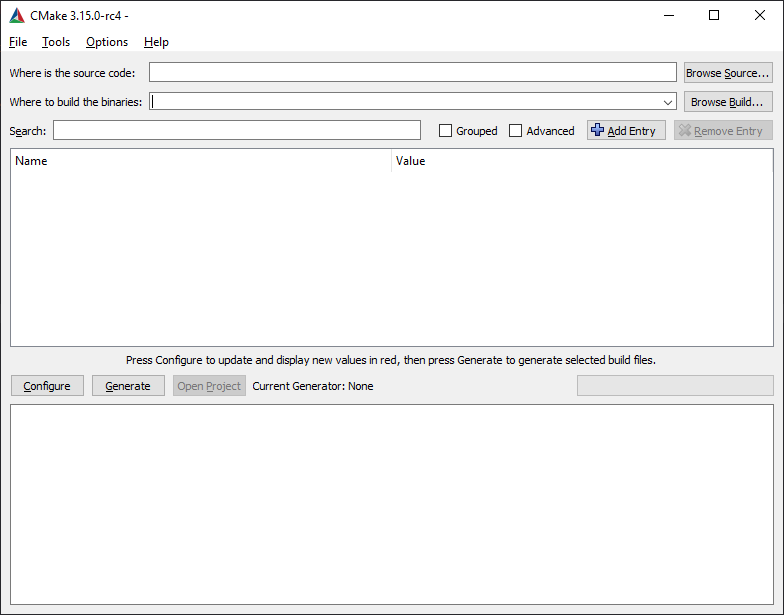 CMake 3.15.0-rc4 -
File Tools Options Help
Where is the source code: Browse Source...
Where to build the binaries: Browse Build...
Search: Grouped Advanced Add Entry Remove Entry
Name Value
Press Configure to update and display new values in red, then press Generate to generate selected build files.
Configure Generate Open Project Current Generator: None